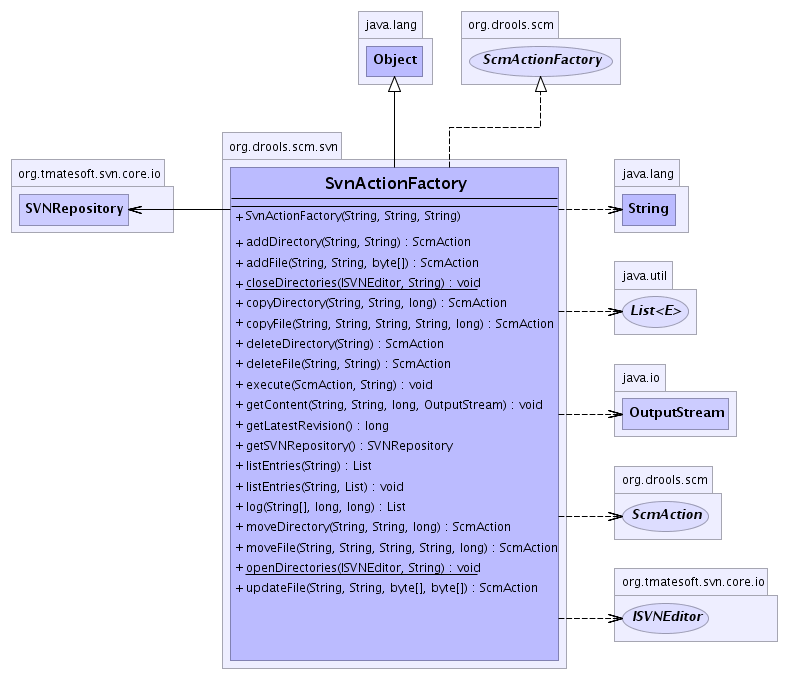 java.lang
Object
org.drools.scm
ScmActionFactory
org.drools.scm.svn
SvnActionFactory
org.tmatesoft.svn.core.io
SVNRepository
+ SvnActionFactory(String, String, String)
+ addDirectory(String, String) : ScmAction
+ addFile(String, String, byte[]) : ScmAction
+ closeDirectories(ISVNEditor, String) : void
+ copyDirectory(String, String, long) : ScmAction
+ copyFile(String, String, String, String, long) : ScmAction
+ deleteDirectory(String) : ScmAction
+ deleteFile(String, String) : ScmAction
+ execute(ScmAction, String) : void
+ getContent(String, String, long, OutputStream) : void
+ getLatestRevision() : long
+ getSVNRepository() : SVNRepository
+ listEntries(String) : List
+ listEntries(String, List) : void
+ log(String[], long, long) : List
+ moveDirectory(String, String, long) : ScmAction
+ moveFile(String, String, String, String, long) : ScmAction
+ openDirectories(ISVNEditor, String) : void
+ updateFile(String, String, byte[], byte[]) : ScmAction
java.lang
String
java.util
List<E>
java.io
OutputStream
org.drools.scm
ScmAction
org.tmatesoft.svn.core.io
ISVNEditor